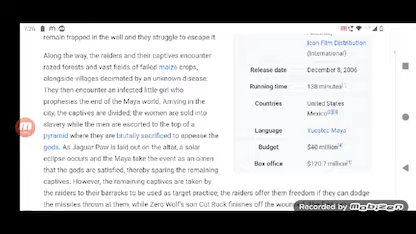 7:26
remain trapped in the well and they struggle to escape it.
Icon Film Distribution
(International)
Along the way, the raiders and their captives encounter
razed forests and vast fields of failed maize crops,
alongside villages decimated by an unknown disease.
They then encounter an infected little girl who
prophesies the end of the Maya world. Arriving in the
city, the captives are divided; the women are sold into
slavery while the men are escorted to the top of a
pyramid where they are brutally sacrificed to appease the
gods. As Jaguar Paw is laid out on the altar, a solar
eclipse occurs and the Maya take the event as an omen
that the gods are satisfied, thereby sparing the remaining
captives. However, the remaining captives are taken by
the raiders to their barracks to be used as target practice; the raiders offer them freedom if they can dodge
the missiles thrown at them, while Zero Wolf's son Cut Rock finishes off the wou
Release date December 8, 2006
Running time 138 minutes
Countries United States
Mexico
Language Yucatec Maya
Budget $40 million
Box office $120.7 million
Recorded by Mobizen